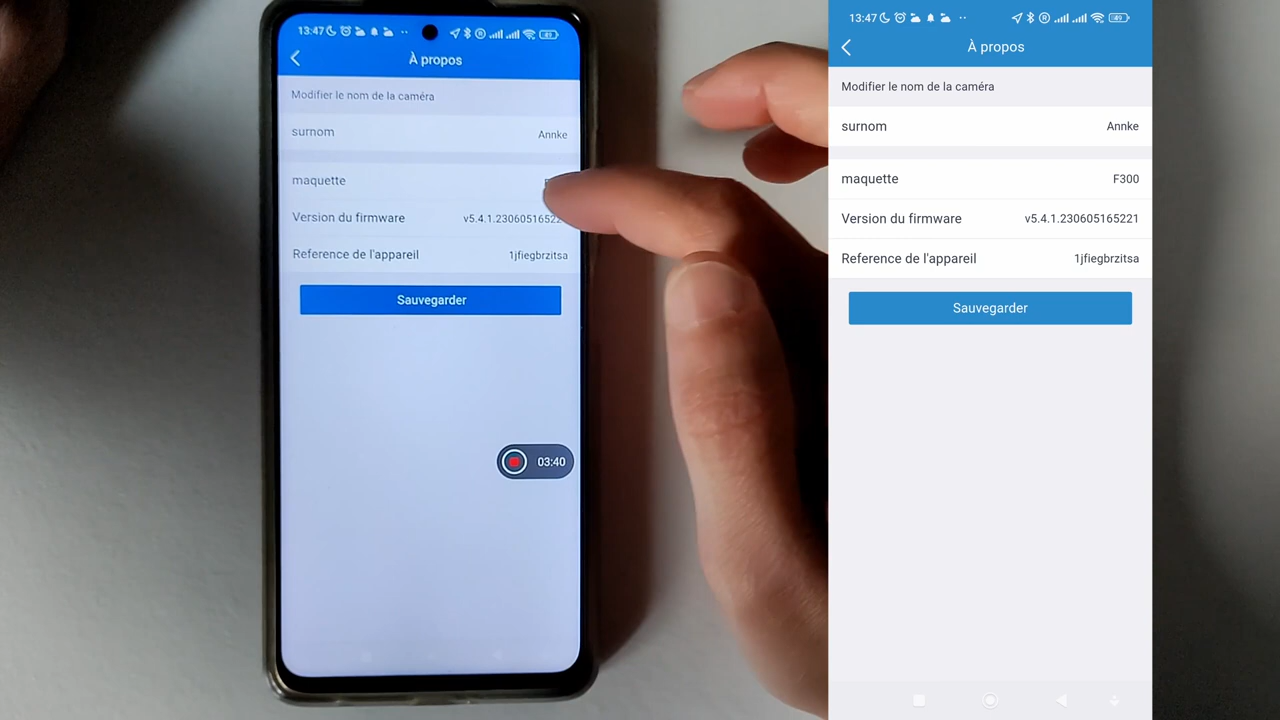 13:47
49
À propos
Modifier le nom de la caméra
surnom Annke
maquette
Version du firmware v5.4.1.23060516522
Reference de l'appareil 1jfiegbrzitsa
Sauvegarder
03:40
13:47
49
À propos
Modifier le nom de la caméra
surnom Annke
maquette F300
Version du firmware v5.4.1.230605165221
Reference de l'appareil 1jfiegbrzitsa
Sauvegarder